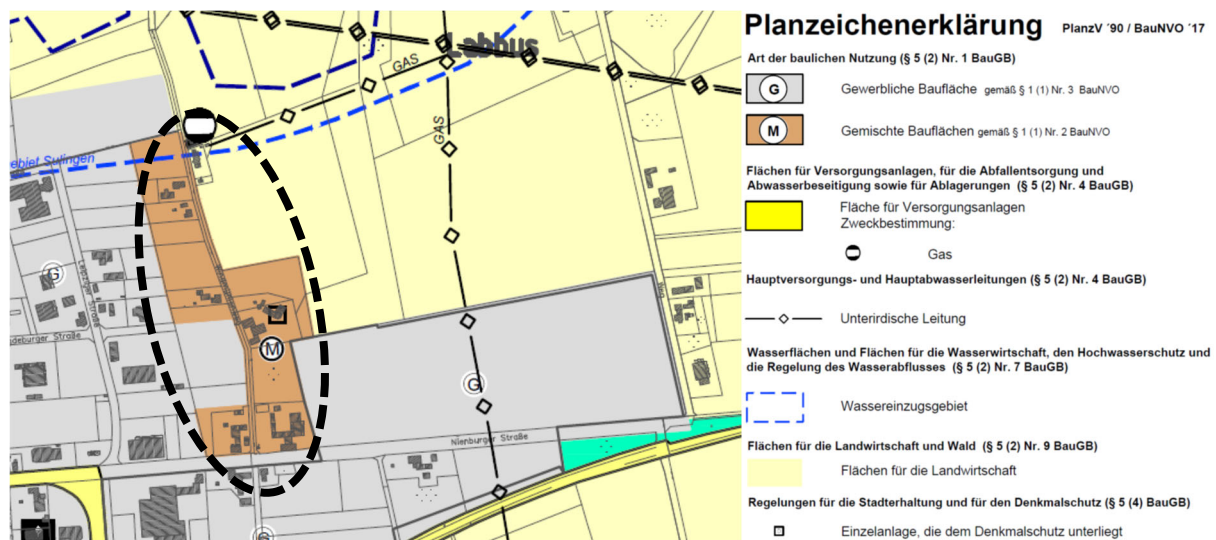 Labbus
GAS
GAS
gebiet Sulingen
G
Leipziger Straße
deburger Straße
M
G
Nienburger Straße
Weg
G
Planzeichenerklärung PlanzV ´90 / BauNVO ´17
Art der baulichen Nutzung (§ 5 (2) Nr. 1 BauGB)
G Gewerbliche Baufläche gemäß § 1 (1) Nr. 3 BauNVO
M Gemischte Bauflächen gemäß § 1 (1) Nr. 2 BauNVO
Flächen für Versorgungsanlagen, für die Abfallentsorgung und
Abwasserbeseitigung sowie für Ablagerungen (§ 5 (2) Nr. 4 BauGB)
Fläche für Versorgungsanlagen
Zweckbestimmung:
Gas
Hauptversorgungs- und Hauptabwasserleitungen (§ 5 (2) Nr. 4 BauGB)
Unterirdische Leitung
Wasserflächen und Flächen für die Wasserwirtschaft, den Hochwasserschutz und
die Regelung des Wasserabflusses (§ 5 (2) Nr. 7 BauGB)
Wassereinzugsgebiet
Flächen für die Landwirtschaft und Wald (§ 5 (2) Nr. 9 BauGB)
Flächen für die Landwirtschaft
Regelungen für die Stadterhaltung und für den Denkmalschutz (§ 5 (4) BauGB)
Einzelanlage, die dem Denkmalschutz unterliegt